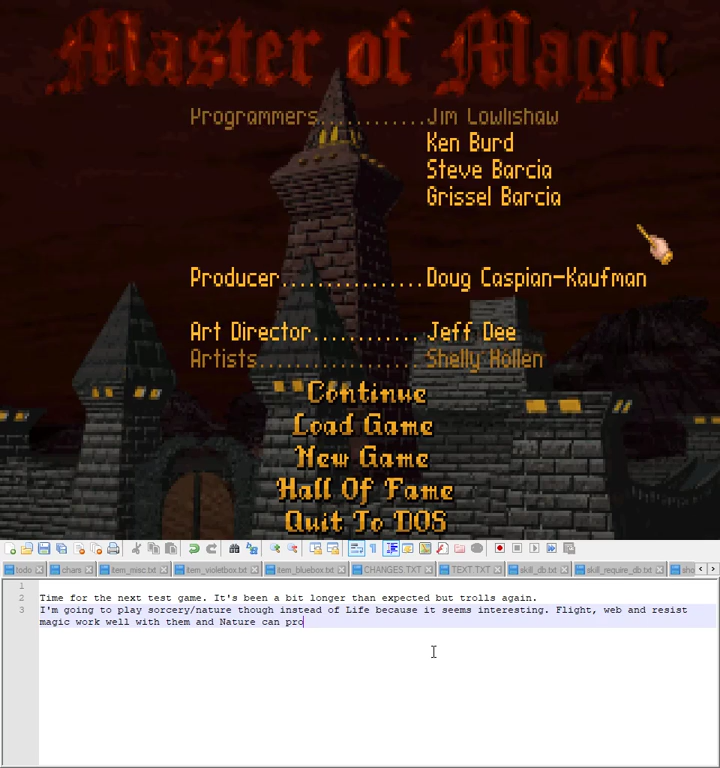 Master of Magic
Programmers............Jim Lowlishaw
Ken Burd
Steve Barcia
Grissel Barcia
Producer...............Doug Caspian-Kaufman
Art Director............ Jeff Dee
Artists.................. Shelly Hollen
Continue
Load Game
New Game
Hall Of Fame
Quit To DOS
todo chars item_misc.txt item_violetbox.txt item_bluebox.txt CHANGES.TXT TEXT.TXT skill_db.txt skill_require_db.txt sho
1
2 Time for the next test game. It's been a bit longer than expected but trolls again.
3 I'm going to play sorcery/nature though instead of Life because it seems interesting. Flight, web and resist
magic work well with them and Nature can pro